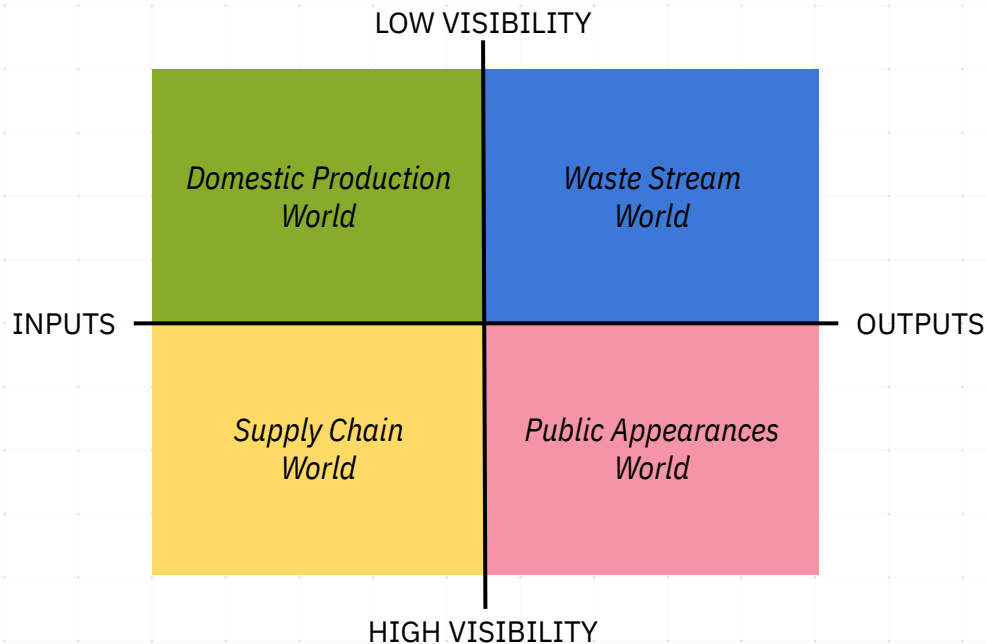 LOW VISIBILITY
Domestic Production
World
Waste Stream
World
INPUTS
OUTPUTS
Supply Chain
World
Public Appearances
World
HIGH VISIBILITY